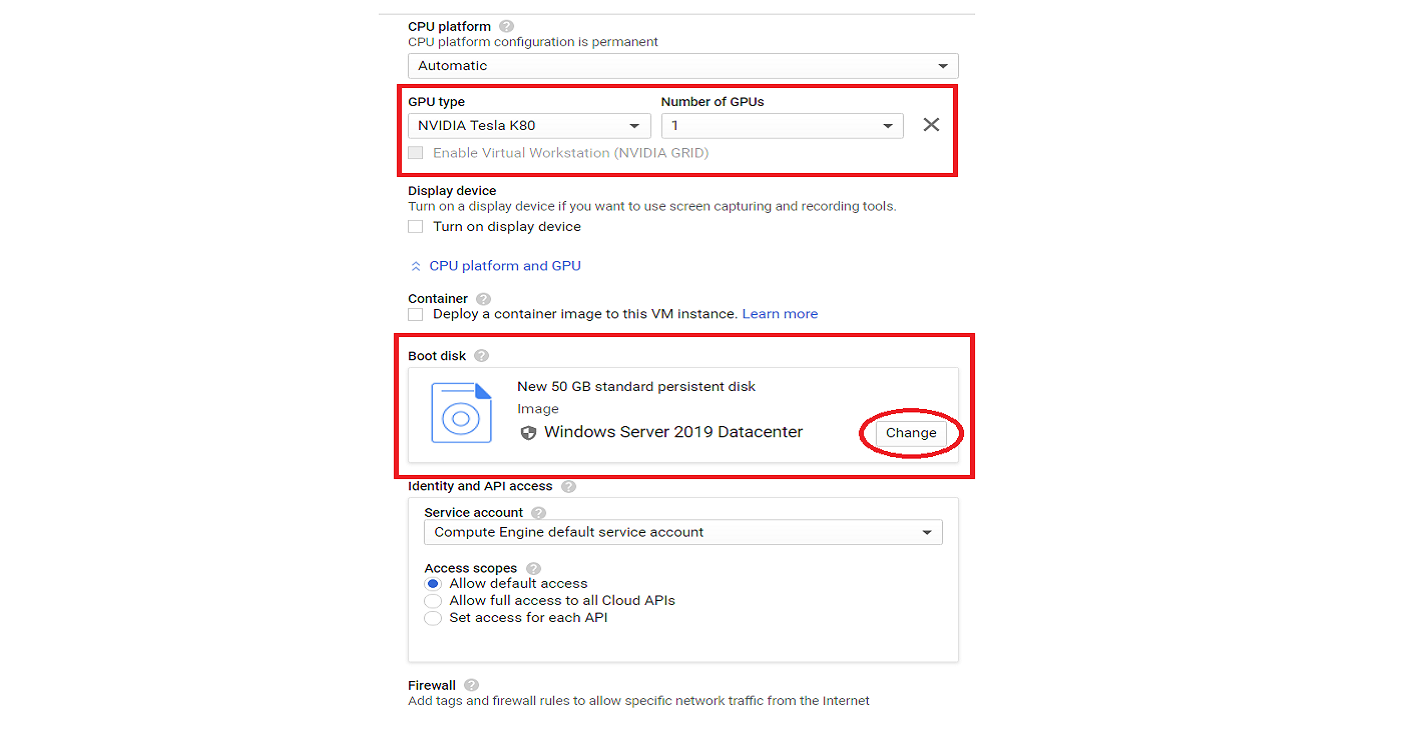 CPU platform ?
CPU platform configuration is permanent
Automatic
GPU type Number of GPUs
NVIDIA Tesla K80 1
Enable Virtual Workstation (NVIDIA GRID)
Display device
Turn on a display device if you want to use screen capturing and recording tools.
Turn on display device
CPU platform and GPU
Container ?
Deploy a container image to this VM instance. Learn more
Boot disk ?
New 50 GB standard persistent disk
Image
Windows Server 2019 Datacenter
Change
Identity and API access ?
Service account ?
Compute Engine default service account
Access scopes ?
Allow default access
Allow full access to all Cloud APIs
Set access for each API
Firewall ?
Add tags and firewall rules to allow specific network traffic from the Internet